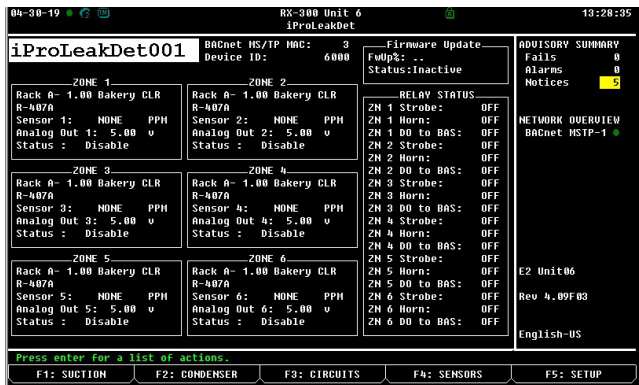 04-30-19 RX-300 Unit 6 13:28:35
iProLeakDet
iProLeakDet001
BACnet MS/TP MAC: 3
Device ID: 6000
Firmware Update
FwUp%: ..
Status:Inactive
ADVISORY SUMMARY
Fails 0
Alarms 0
Notices 5
NETWORK OVERVIEW
BACnet MSTP-1
E2 Unit06
Rev 4.09F03
English-US
ZONE 1
Rack A- 1.00 Bakery CLR
R-407A
Sensor 1: NONE PPM
Analog Out 1: 5.00 v
Status : Disable
ZONE 2
Rack A- 1.00 Bakery CLR
R-407A
Sensor 2: NONE PPM
Analog Out 2: 5.00 v
Status : Disable
ZONE 3
Rack A- 1.00 Bakery CLR
R-407A
Sensor 3: NONE PPM
Analog Out 3: 5.00 v
Status : Disable
ZONE 4
Rack A- 1.00 Bakery CLR
R-407A
Sensor 4: NONE PPM
Analog Out 4: 5.00 v
Status : Disable
ZONE 5
Rack A- 1.00 Bakery CLR
R-407A
Sensor 5: NONE PPM
Analog Out 5: 5.00 v
Status : Disable
ZONE 6
Rack A- 1.00 Bakery CLR
R-407A
Sensor 6: NONE PPM
Analog Out 6: 5.00 v
Status : Disable
RELAY STATUS
ZN 1 Strobe: OFF
ZN 1 Horn: OFF
ZN 1 DO to BAS: OFF
ZN 2 Strobe: OFF
ZN 2 Horn: OFF
ZN 2 DO to BAS: OFF
ZN 3 Strobe: OFF
ZN 3 Horn: OFF
ZN 3 DO to BAS: OFF
ZN 4 Strobe: OFF
ZN 4 Horn: OFF
ZN 4 DO to BAS: OFF
ZN 5 Strobe: OFF
ZN 5 Horn: OFF
ZN 5 DO to BAS: OFF
ZN 6 Strobe: OFF
ZN 6 Horn: OFF
ZN 6 DO to BAS: OFF
Press enter for a list of actions.
F1: SUCTION F2: CONDENSER F3: CIRCUITS F4: SENSORS F5: SETUP